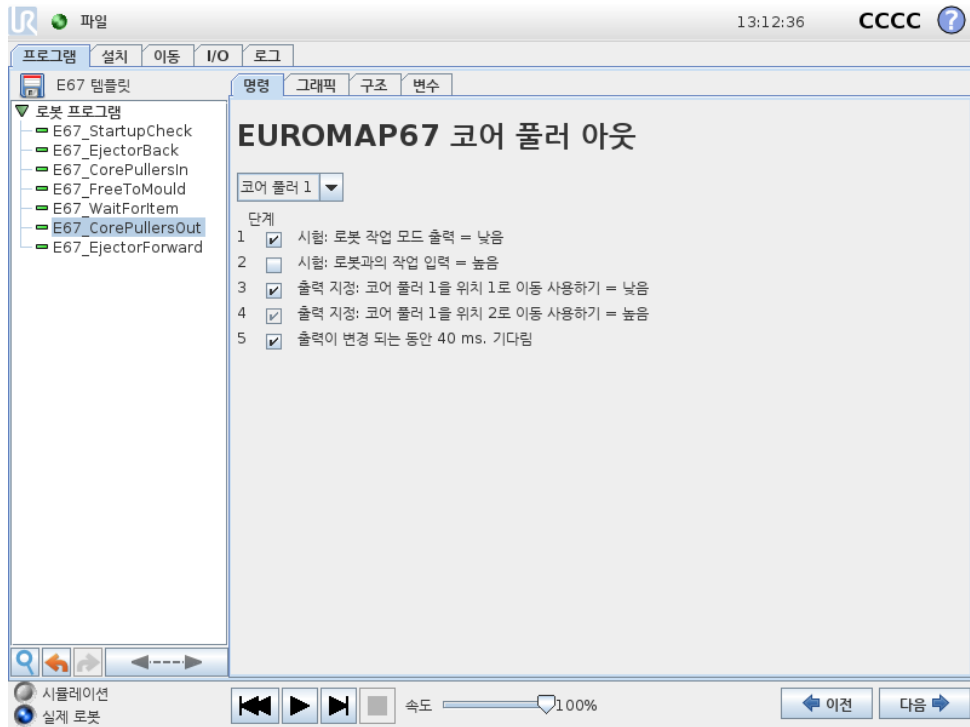 UR 파일 13:12:36 CCCC ?
프로그램 설치 이동 I/O 로그
E67 템플릿 명령 그래픽 구조 변수
로봇 프로그램
E67_StartupCheck
E67_EjectorBack
E67_CorePullersIn
E67_FreeToMould
E67_WaitForItem
E67_CorePullersOut
E67_EjectorForward
EUROMAP67 코어 풀러 아웃
코어 풀러 1
단계
1 시험: 로봇 작업 모드 출력 = 낮음
2 시험: 로봇과의 작업 입력 = 높음
3 출력 지정: 코어 풀러 1을 위치 1로 이동 사용하기 = 낮음
4 출력 지정: 코어 풀러 1을 위치 2로 이동 사용하기 = 높음
5 출력이 변경 되는 동안 40 ms. 기다림
시뮬레이션
실제 로봇
속도 100%
이전 다음